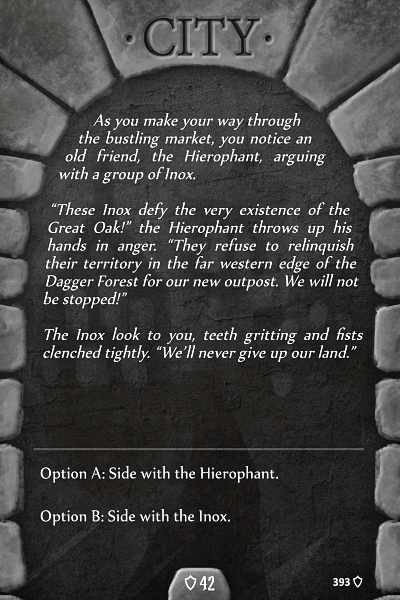 ·CITY·
As you make your way through
the bustling market, you notice an
old friend, the Hierophant, arguing
with a group of Inox.
“These Inox defy the very existence of the
Great Oak!” the Hierophant throws up his
hands in anger. “They refuse to relinquish
their territory in the far western edge of the
Dagger Forest for our new outpost. We will not
be stopped!”
The Inox look to you, teeth gritting and fists
clenched tightly. “We’ll never give up our land.”
Option A: Side with the Hierophant.
Option B: Side with the Inox.
42
393